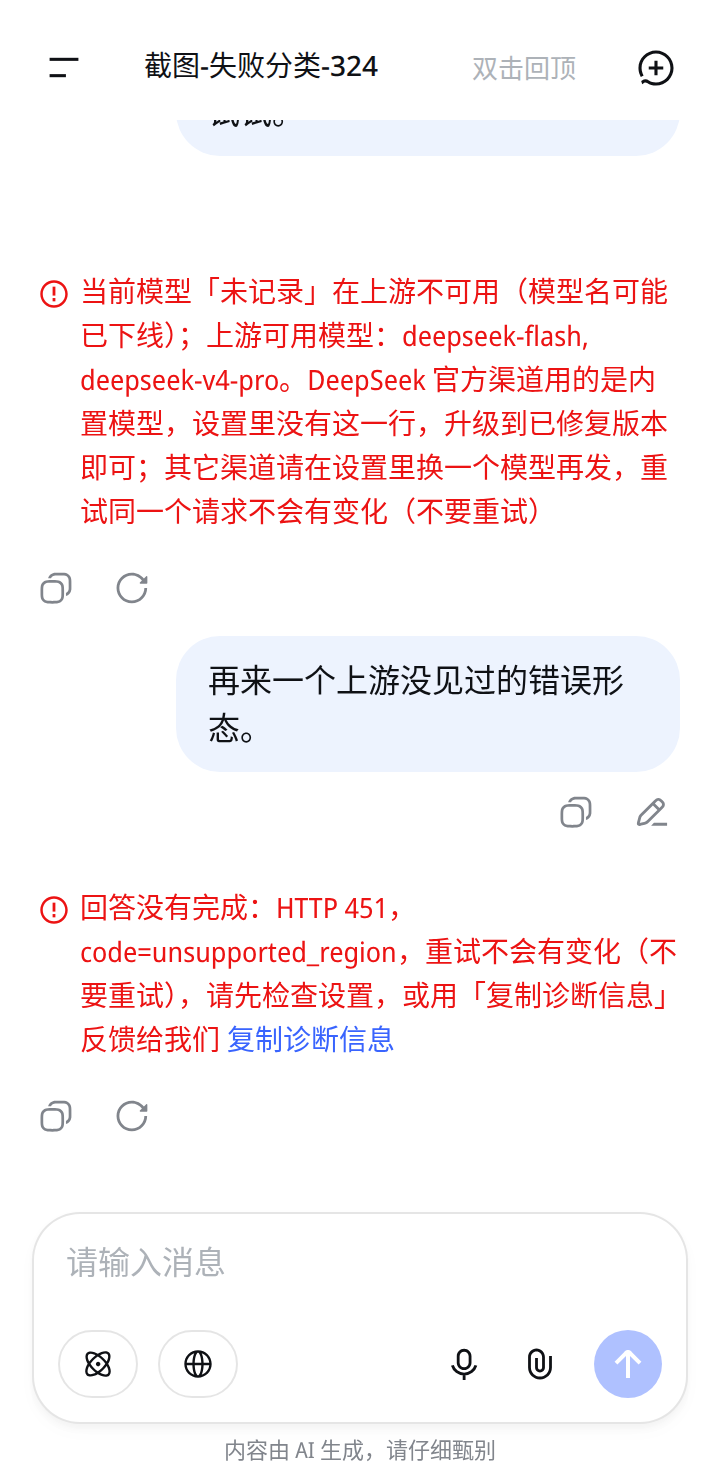 截图-失败分类-324
双击回顶
试试。
当前模型「未记录」在上游不可用（模型名可能
已下线）；上游可用模型：deepseek-flash,
deepseek-v4-pro。DeepSeek 官方渠道用的是内
置模型，设置里没有这一行，升级到已修复版本
即可；其它渠道请在设置里换一个模型再发，重
试同一个请求不会有变化（不要重试）
再来一个上游没见过的错误形
态。
回答没有完成：HTTP 451，
code=unsupported_region，重试不会有变化（不
要重试），请先检查设置，或用「复制诊断信息」
反馈给我们 复制诊断信息
请输入消息
内容由 AI 生成，请仔细甄别